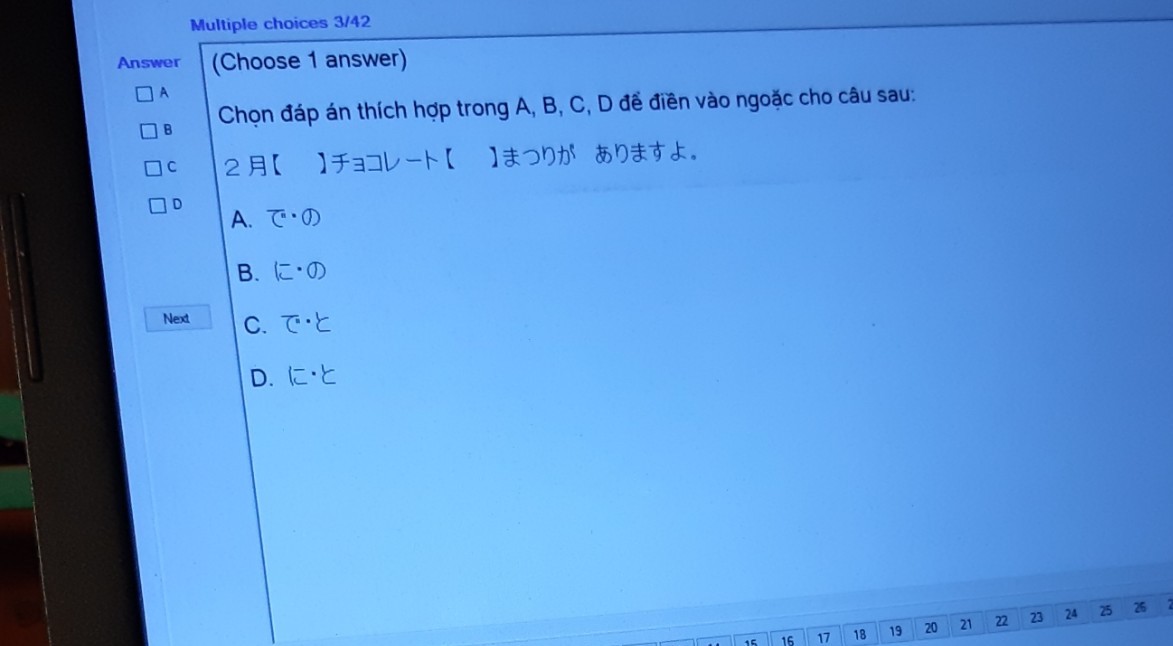 Multiple choices 3/42
Answer
(Choose 1 answer)
A
B
C
D
Chọn đáp án thích hợp trong A, B, C, D để điền vào ngoặc cho câu sau:
2月【 】チョコレート【 】まつりが ありますよ。
A. で・の
B. に・の
C. で・と
D. に・と
Next
15 16 17 18 19 20 21 22 23 24 25 26